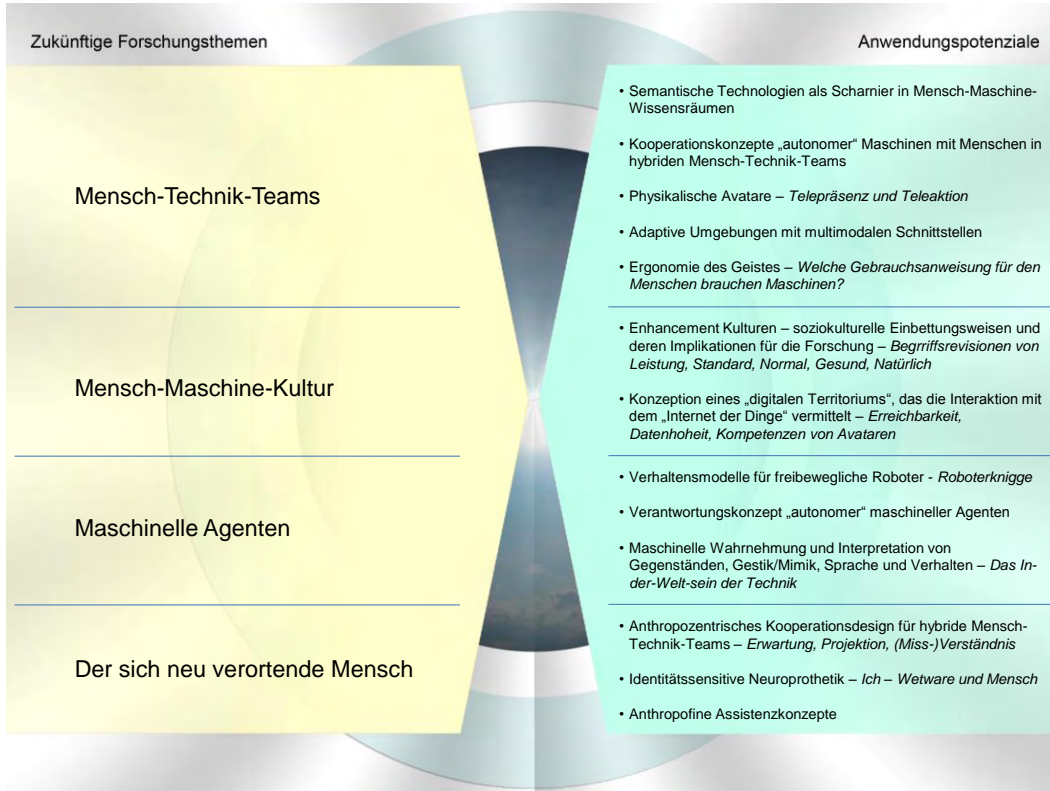 Zukünftige Forschungsthemen
Anwendungspotenziale
Mensch-Technik-Teams
• Semantische Technologien als Scharnier in Mensch-Maschine-
Wissensräumen
• Kooperationskonzepte „autonomer“ Maschinen mit Menschen in
hybriden Mensch-Technik-Teams
• Physikalische Avatare – Telepräsenz und Teleaktion
• Adaptive Umgebungen mit multimodalen Schnittstellen
• Ergonomie des Geistes – Welche Gebrauchsanweisung für den
Menschen brauchen Maschinen?
Mensch-Maschine-Kultur
• Enhancement Kulturen – soziokulturelle Einbettungsweisen und
deren Implikationen für die Forschung – Begrriffsrevisionen von
Leistung, Standard, Normal, Gesund, Natürlich
• Konzeption eines „digitalen Territoriums“, das die Interaktion mit
dem „Internet der Dinge“ vermittelt – Erreichbarkeit,
Datenhoheit, Kompetenzen von Avataren
Maschinelle Agenten
• Verhaltensmodelle für freibewegliche Roboter - Roboterknigge
• Verantwortungskonzept „autonomer“ maschineller Agenten
• Maschinelle Wahrnehmung und Interpretation von
Gegenständen, Gestik/Mimik, Sprache und Verhalten – Das In-
der-Welt-sein der Technik
Der sich neu verortende Mensch
• Anthropozentrisches Kooperationsdesign für hybride Mensch-
Technik-Teams – Erwartung, Projektion, (Miss-)Verständnis
• Identitätssensitive Neuroprothetik – Ich – Wetware und Mensch
• Anthropofine Assistenzkonzepte